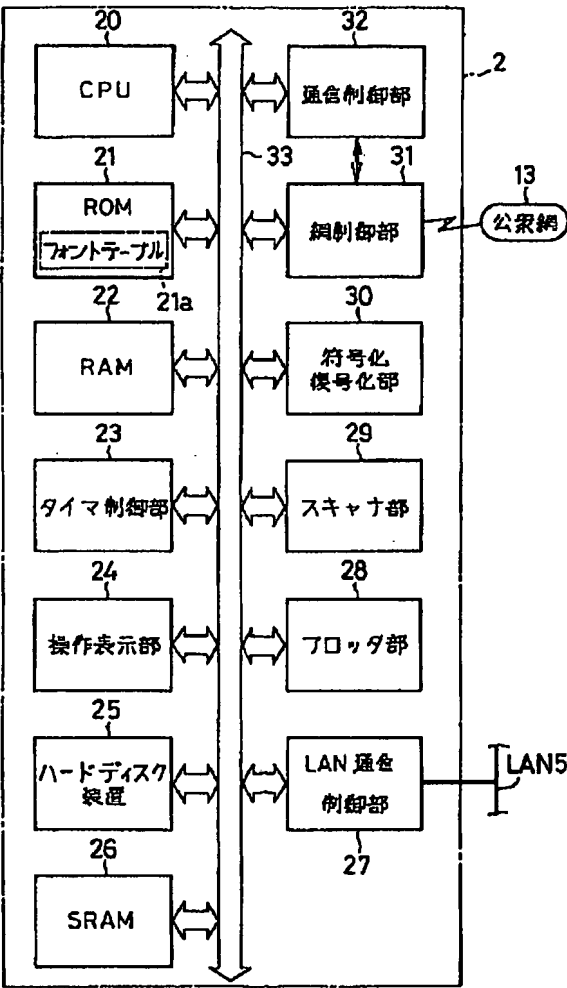 20
CPU
32
通信制御部
2
33
21
ROM
フォントテーブル
21a
31
網制御部
13
公衆網
22
RAM
30
符号化
復号化部
23
タイマ制御部
29
スキャナ部
24
操作表示部
28
プロッタ部
25
ハードディスク
装置
LAN通信
制御部
27
LAN5
26
SRAM